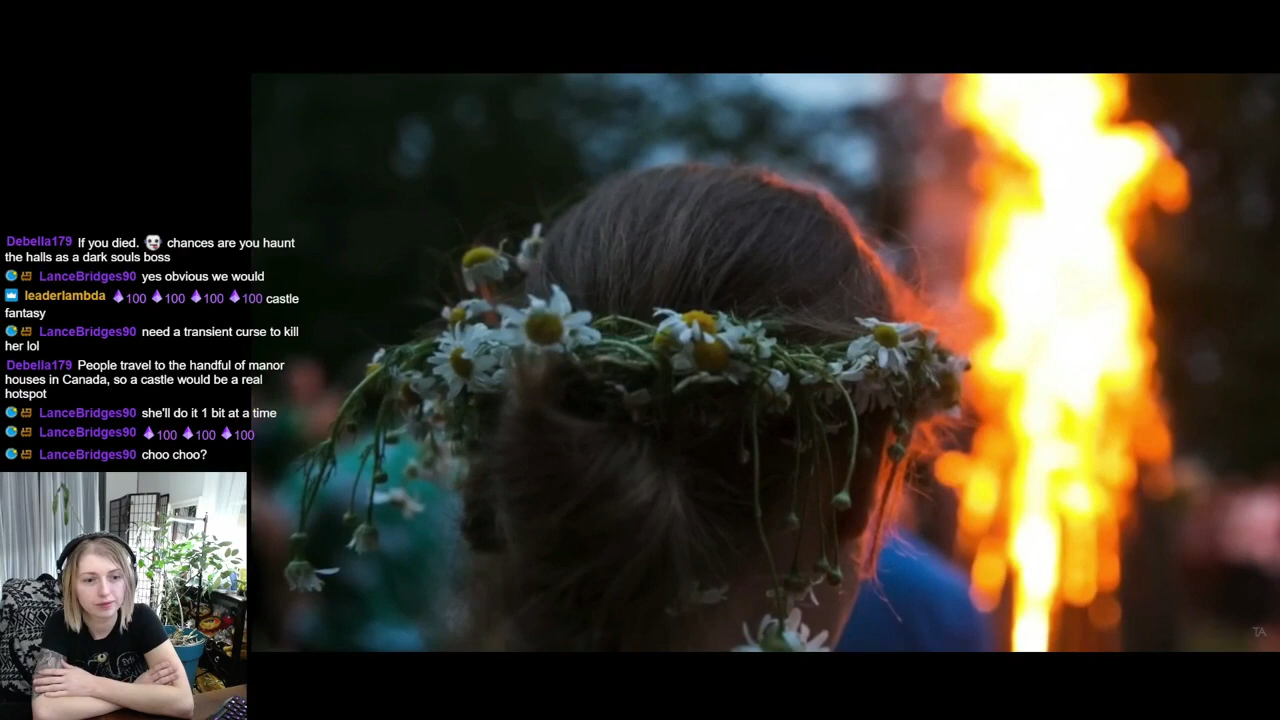 Debella179 If you died. chances are you haunt
the halls as a dark souls boss
LanceBridges90 yes obvious we would
leaderlambda 100 100 100 100 castle
fantasy
LanceBridges90 need a transient curse to kill
her lol
Debella179 People travel to the handful of manor
houses in Canada, so a castle would be a real
hotspot
LanceBridges90 she'll do it 1 bit at a time
LanceBridges90 100 100 100
LanceBridges90 choo choo?
TA